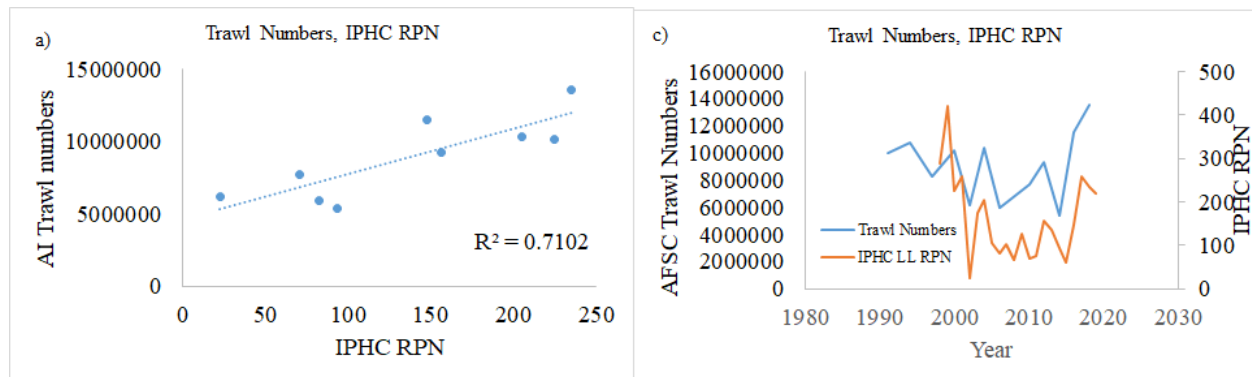 a)
Trawl Numbers, IPHC RPN
AI Trawl numbers
15000000
10000000
5000000
0
R² = 0.7102
0 50 100 150 200 250
IPHC RPN
c)
Trawl Numbers, IPHC RPN
AFSC Trawl Numbers
16000000
14000000
12000000
10000000
8000000
6000000
4000000
2000000
0
Trawl Numbers
IPHC LL RPN
500
400
300
200
100
0
IPHC RPN
1980 1990 2000 2010 2020 2030
Year